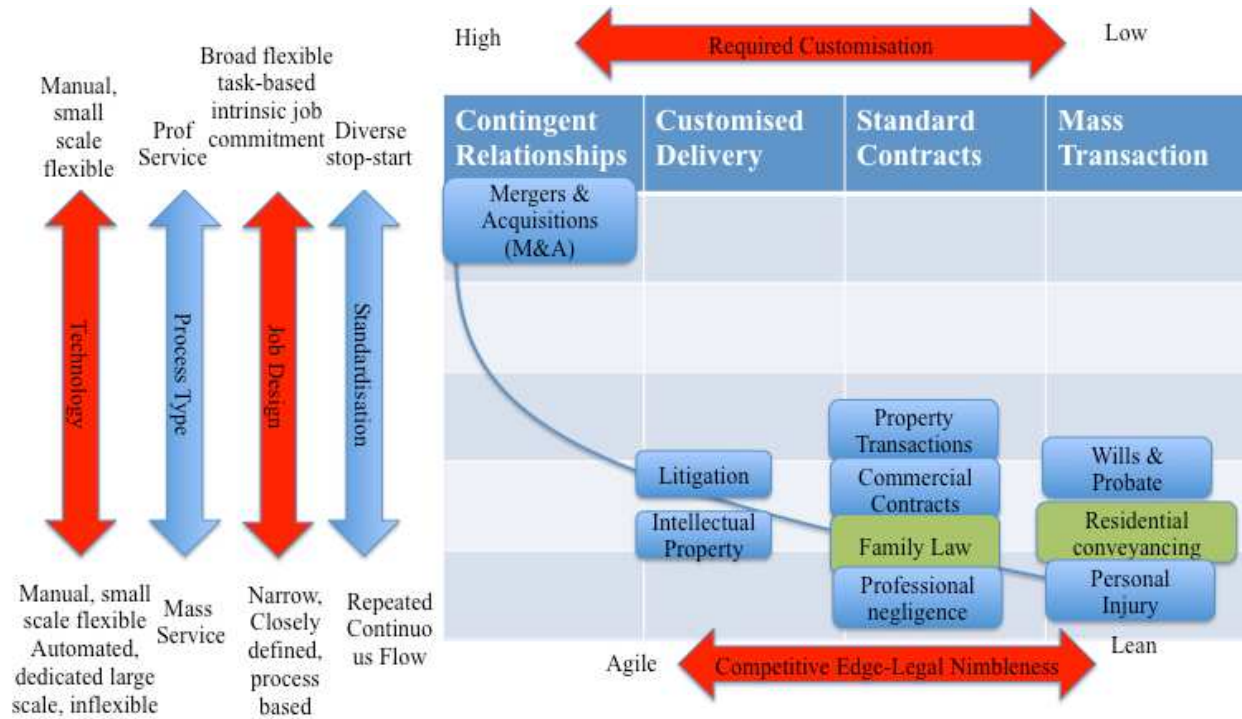 High
Required Customisation
Low
Manual,
small
scale
flexible
Prof
Service
Broad flexible
task-based
intrinsic job
commitment
Diverse
stop-start
Technology
Process Type
Job Design
Standardisation
Manual, small
scale flexible
Automated,
dedicated large
scale, inflexible
Mass
Service
Narrow,
Closely
defined,
process
based
Repeated
Continuo
us Flow
Contingent
Relationships
Customised
Delivery
Standard
Contracts
Mass
Transaction
Mergers &
Acquisitions
(M&A)
Litigation
Intellectual
Property
Property
Transactions
Commercial
Contracts
Family Law
Professional
negligence
Wills &
Probate
Residential
conveyancing
Personal
Injury
Agile
Competitive Edge-Legal Nimbleness
Lean